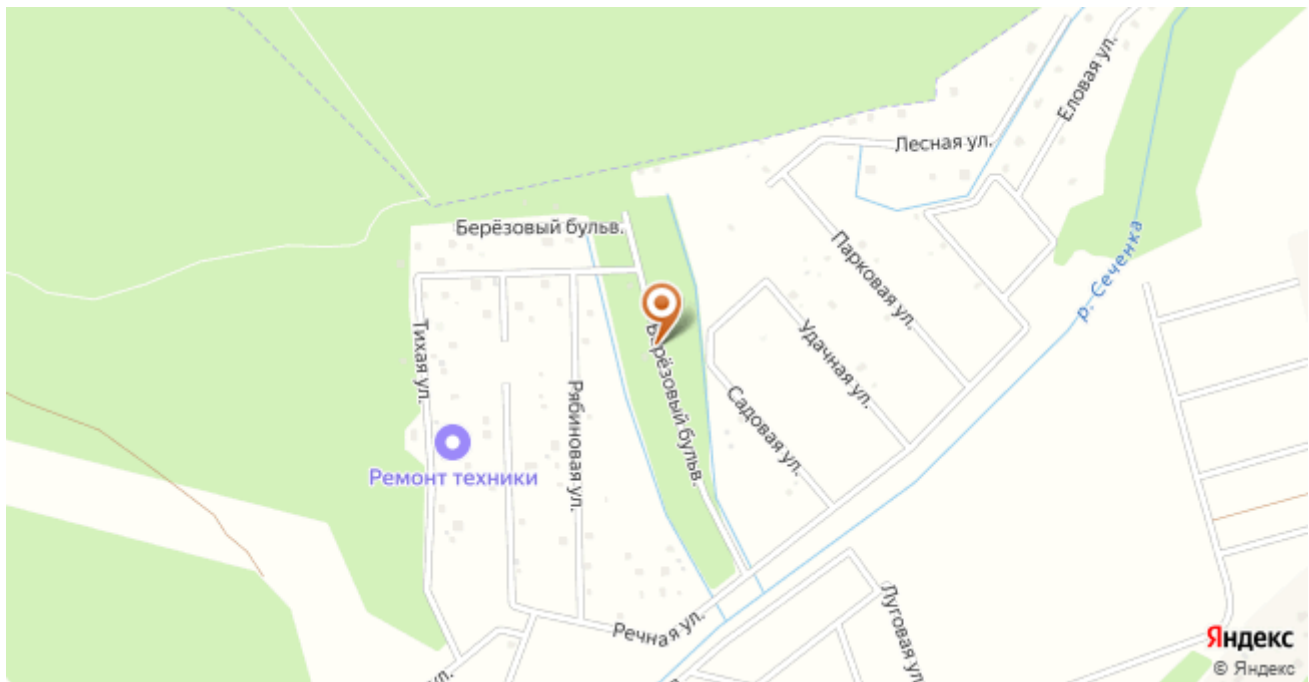 Еловая ул.
Лесная ул.
Берёзовый бульв.
Парковая ул.
р. Сеченка
Тихая ул.
Удачная ул.
Берёзовый бульв.
Рябиновая ул.
Садовая ул.
Ремонт техники
Речная ул.
Луговая ул.
ул.
Яндекс
© Яндекс